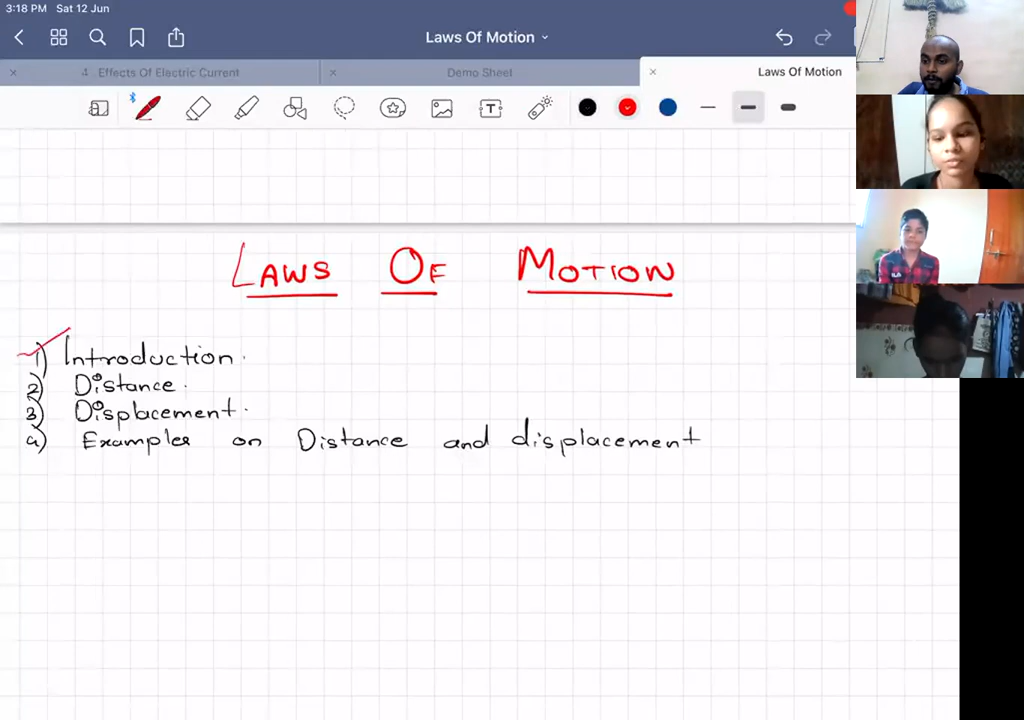 3:18 PM Sat 12 Jun
Laws Of Motion
4. Effects Of Electric Current
Demo Sheet
Laws Of Motion
T
LAWS OF MOTION
1) Introduction.
2) Distance.
3) Displacement.
4) Examples on Distance and displacement